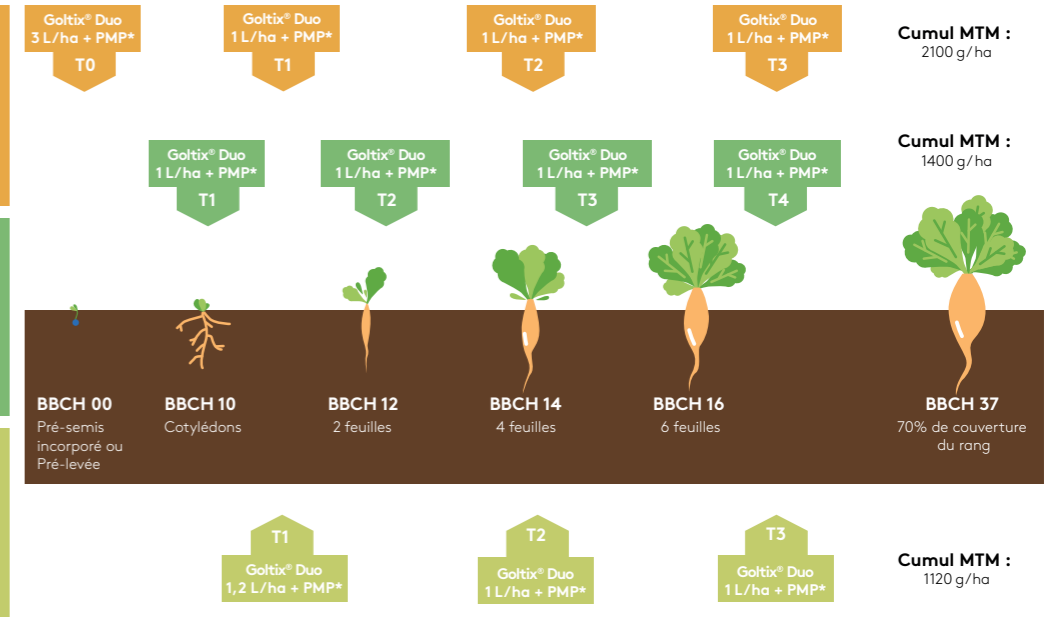 Goltix® Duo
3 L/ha + PMP*
T0
Goltix® Duo
1 L/ha + PMP*
T1
Goltix® Duo
1 L/ha + PMP*
T2
Goltix® Duo
1 L/ha + PMP*
T3
Cumul MTM :
2100 g/ha
Goltix® Duo
1 L/ha + PMP*
T1
Goltix® Duo
1 L/ha + PMP*
T2
Goltix® Duo
1 L/ha + PMP*
T3
Goltix® Duo
1 L/ha + PMP*
T4
Cumul MTM :
1400 g/ha
BBCH 00
Pré-semis
incorporé ou
Pré-levée
BBCH 10
Cotylédons
BBCH 12
2 feuilles
BBCH 14
4 feuilles
BBCH 16
6 feuilles
BBCH 37
70% de couverture
du rang
T1
Goltix® Duo
1,2 L/ha + PMP*
T2
Goltix® Duo
1 L/ha + PMP*
T3
Goltix® Duo
1 L/ha + PMP*
Cumul MTM :
1120 g/ha